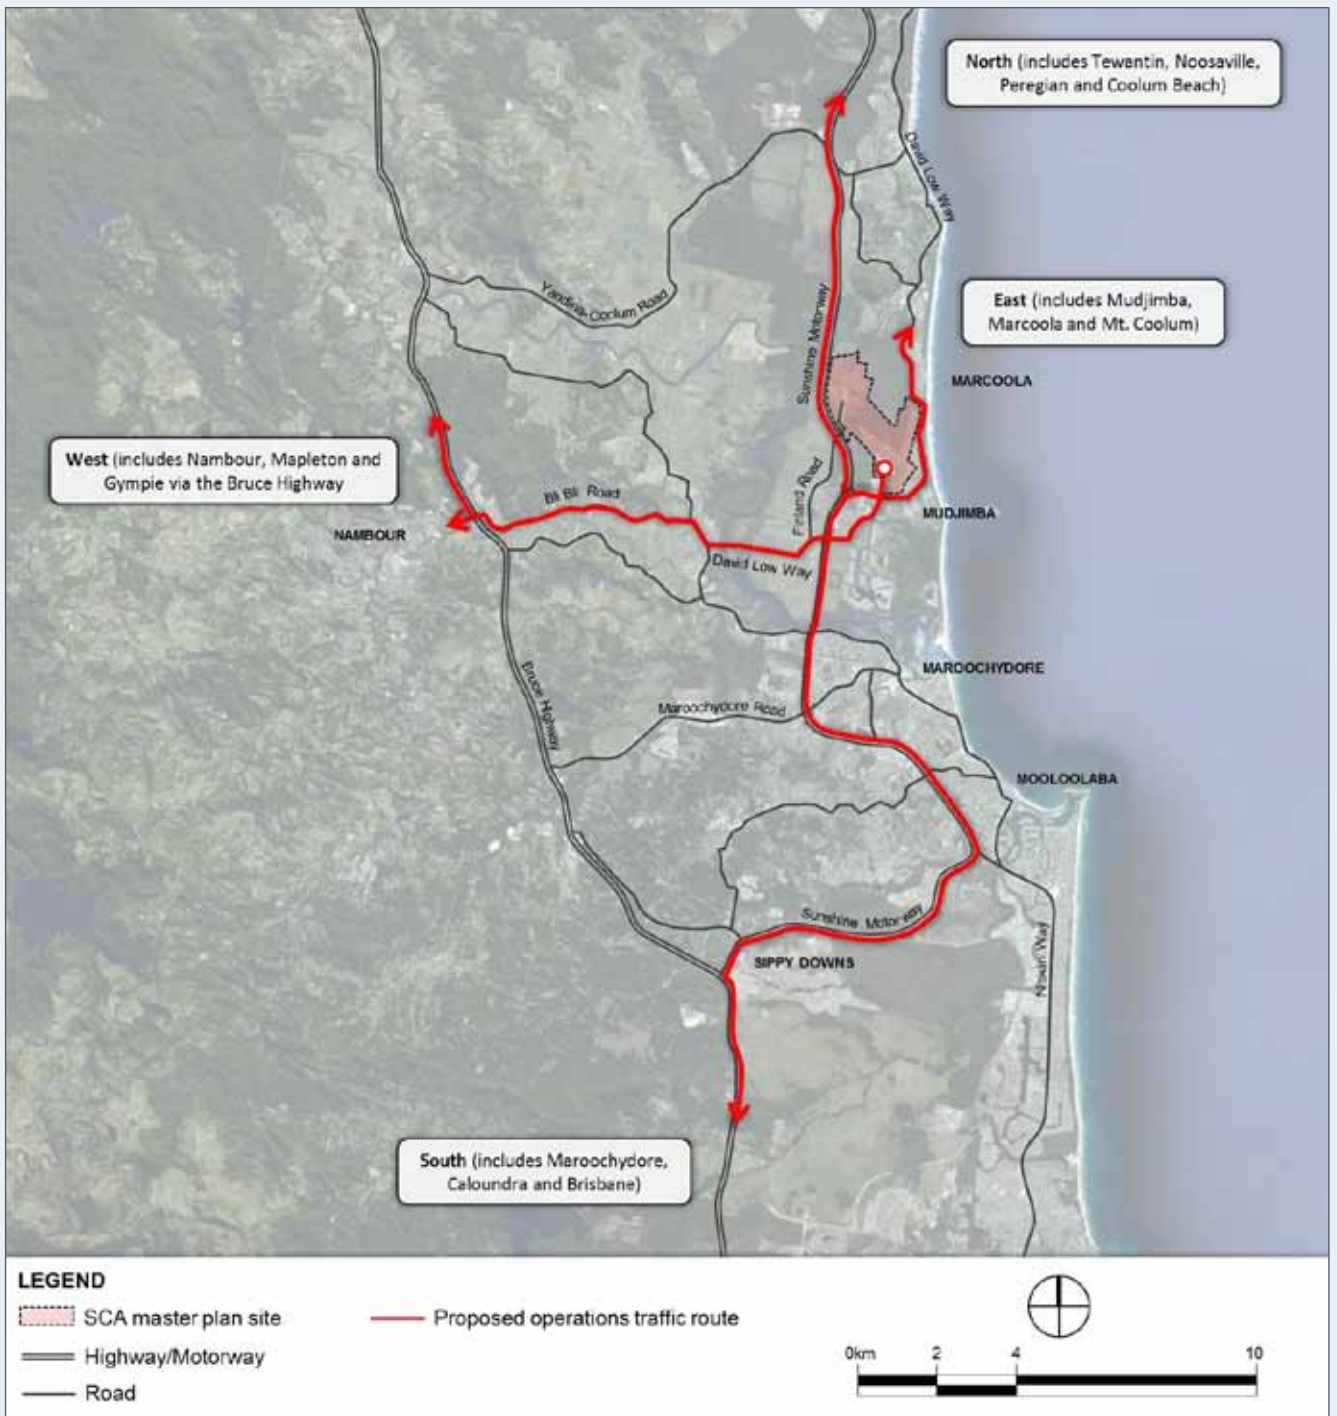 North (includes Tewantin, Noosaville,
Peregian and Coolum Beach)
David Low Way
East (includes Mudjimba,
Marcoola and Mt. Coolum)
Yandina-Coolum Road
Sunshine Motorway
MARCOOLA
West (includes Nambour, Mapleton and
Gympie via the Bruce Highway
Bli Bli Road
Finland Road
MUDJIMBA
NAMBOUR
David Low Way
MAROOCHYDORE
Bruce Highway
Maroochydore Road
MOOLOOLABA
Sunshine Motorway
SIPPY DOWNS
Nicklin Way
South (includes Maroochydore,
Caloundra and Brisbane)
LEGEND
SCA master plan site
Proposed operations traffic route
Highway/Motorway
Road
0km 2 4 10